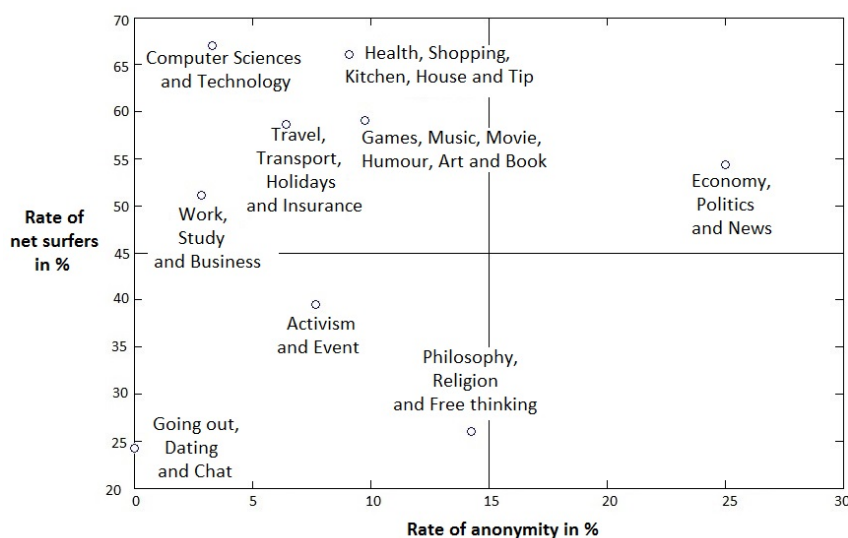 70
65
60
55
50
45
40
35
30
25
20
Rate of
net surfers
in %
Computer Sciences
and Technology
Health, Shopping,
Kitchen, House and Tip
Travel,
Transport,
Holidays
and Insurance
Games, Music, Movie,
Humour, Art and Book
Economy,
Politics
and News
Work,
Study
and Business
Activism
and Event
Philosophy,
Religion
and Free thinking
Going out,
Dating
and Chat
0 5 10 15 20 25 30
Rate of anonymity in %